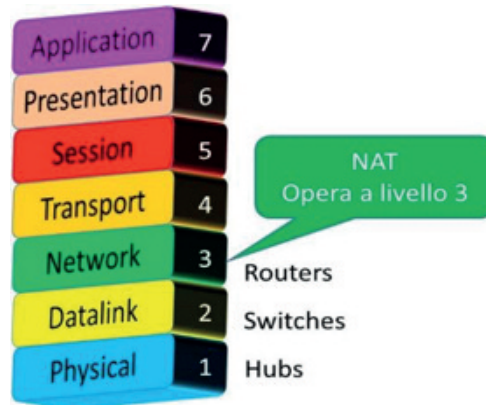 Application 7
Presentation 6
Session 5
Transport 4
Network 3
Datalink 2
Physical 1
NAT
Opera a livello 3
Routers
Switches
Hubs